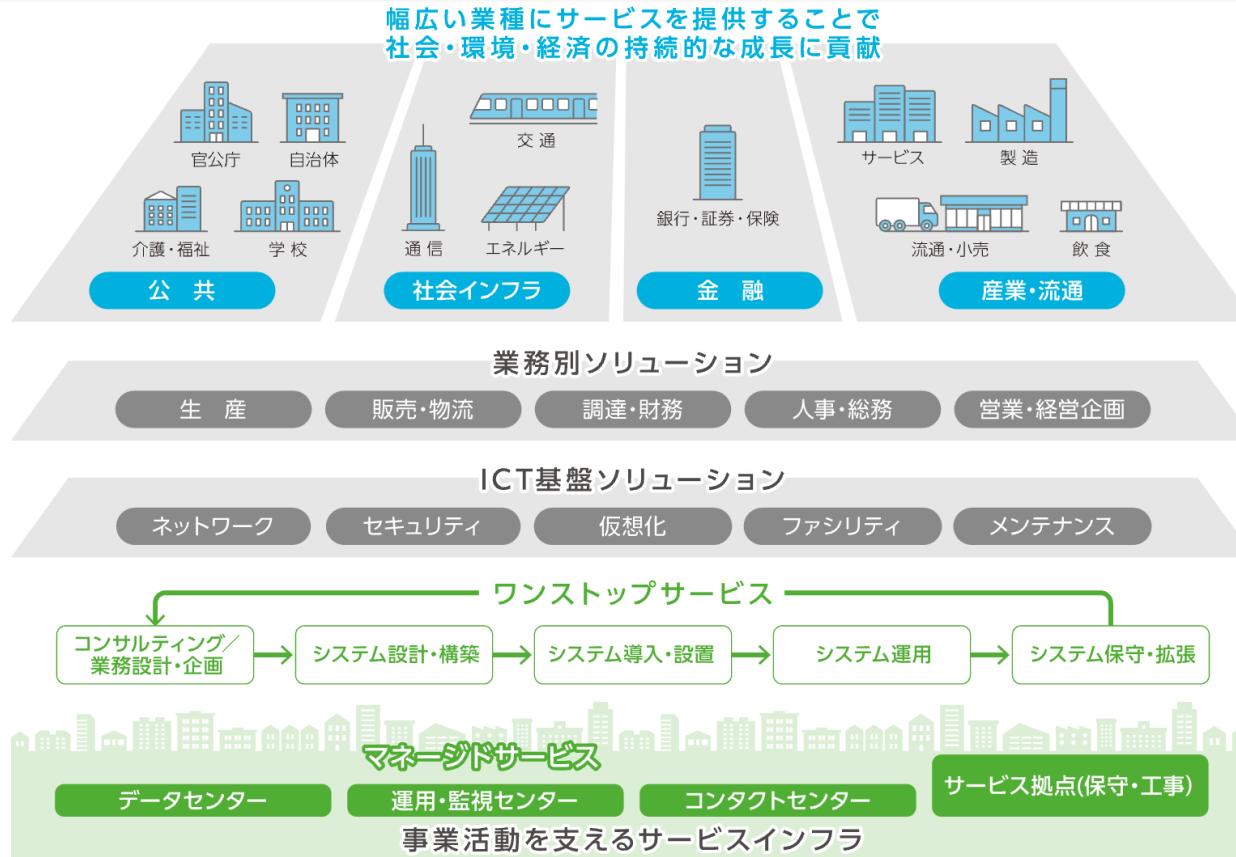 幅広い業種にサービスを提供することで
社会・環境・経済の持続的な成長に貢献
官公庁
自治体
介護・福祉
学校
公共
交通
通信
エネルギー
社会インフラ
銀行・証券・保険
金融
サービス
製造
流通・小売
飲食
産業・流通
業務別ソリューション
生産
販売・物流
調達・財務
人事・総務
営業・経営企画
ICT基盤ソリューション
ネットワーク
セキュリティ
仮想化
ファシリティ
メンテナンス
ワンストップサービス
コンサルティング/
業務設計・企画
システム設計・構築
システム導入・設置
システム運用
システム保守・拡張
マネージドサービス
データセンター
運用・監視センター
コンタクトセンター
サービス拠点(保守・工事)
事業活動を支えるサービスインフラ